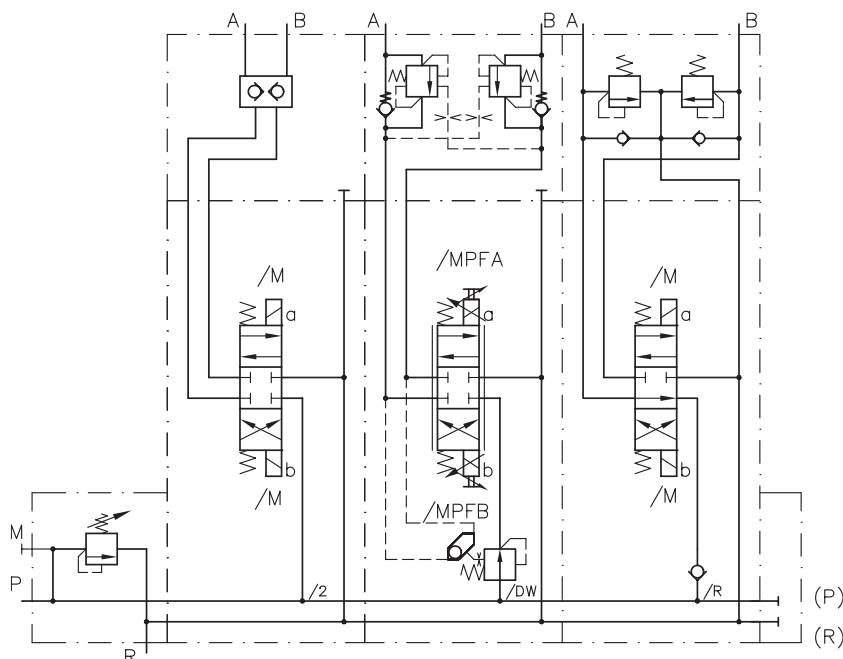 A B A B A B
/MPFA
/M /M
a a a
b b b
/M /M
/MPFB
M
P
/2 /DW /R (P)
(R)
R